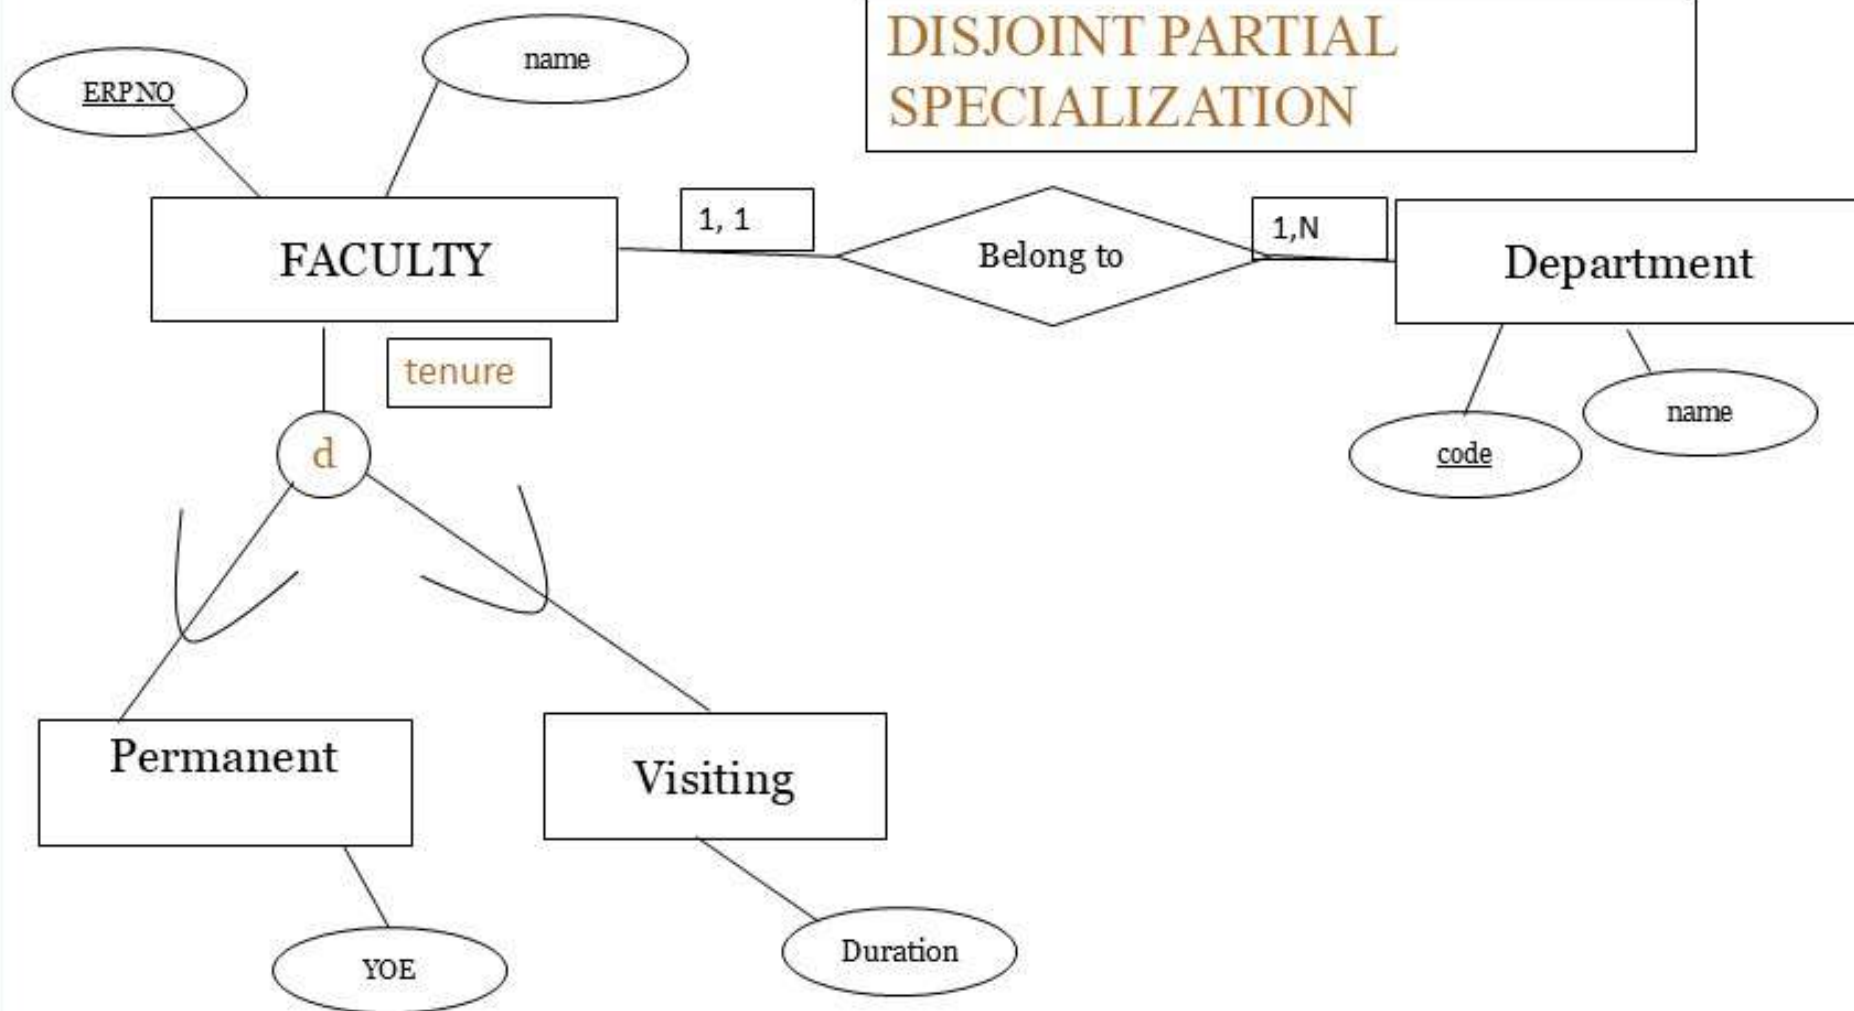 DISJOINT PARTIAL
SPECIALIZATION
name
ERPNO
1, 1
1,N
FACULTY
Belong to
Department
tenure
name
d
code
Permanent
Visiting
Duration
YOE